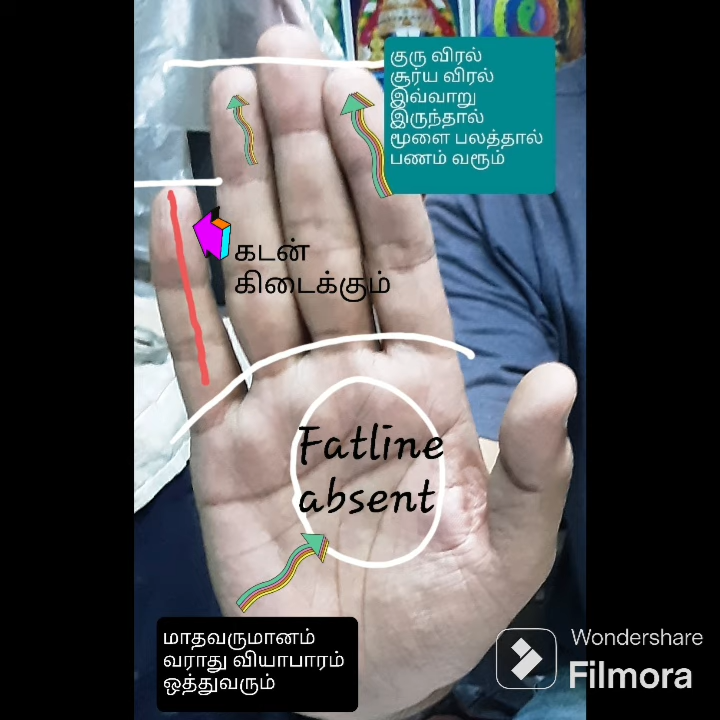 குரு விரல்
சூர்ய விரல்
இவ்வாறு
இருந்தால்
மூளை பலத்தால்
பணம் வரும்
கடன்
கிடைக்கும்
Fatline
absent
மாதவருமானம்
வராது வியாபாரம்
ஒத்துவரும்
Wondershare
Filmora